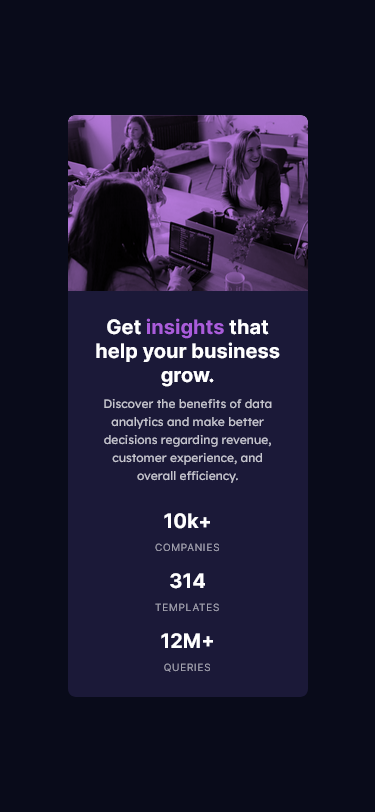 Get insights that
help your business
grow.
Discover the benefits of data
analytics and make better
decisions regarding revenue,
customer experience, and
overall efficiency.
10k+
COMPANIES
314
TEMPLATES
12M+
QUERIES